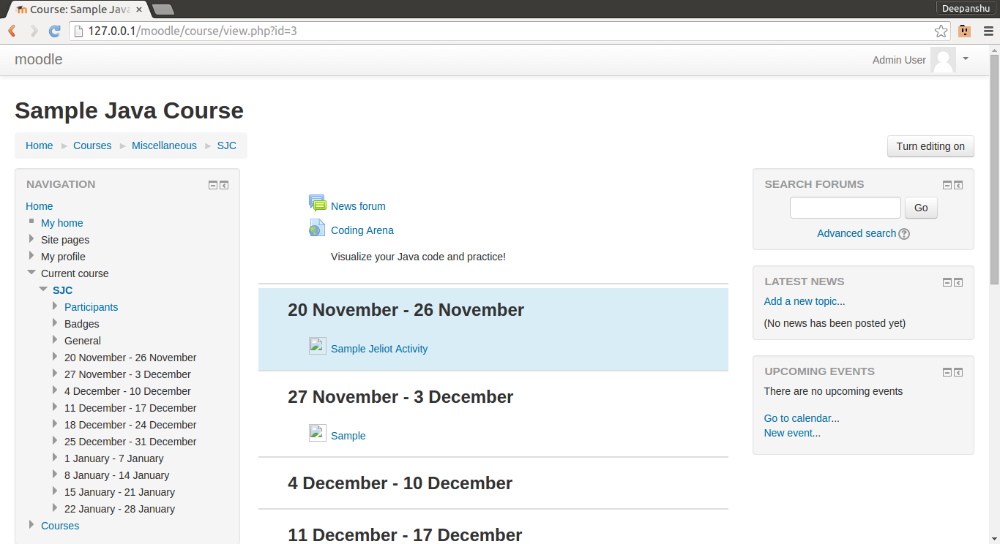 Course: Sample Java
Deepanshu
127.0.0.1/moodle/course/view.php?id=3
moodle
Admin User
Sample Java Course
Home Courses Miscellaneous SJC
Turn editing on
NAVIGATION
Home
My home
Site pages
My profile
Current course
SJC
Participants
Badges
General
20 November - 26 November
27 November - 3 December
4 December - 10 December
11 December - 17 December
18 December - 24 December
25 December - 31 December
1 January - 7 January
8 January - 14 January
15 January - 21 January
22 January - 28 January
Courses
News forum
Coding Arena
Visualize your Java code and practice!
20 November - 26 November
Sample Jeliot Activity
27 November - 3 December
Sample
4 December - 10 December
11 December - 17 December
SEARCH FORUMS
Go
Advanced search ?
LATEST NEWS
Add a new topic...
(No news has been posted yet)
UPCOMING EVENTS
There are no upcoming events
Go to calendar...
New event...